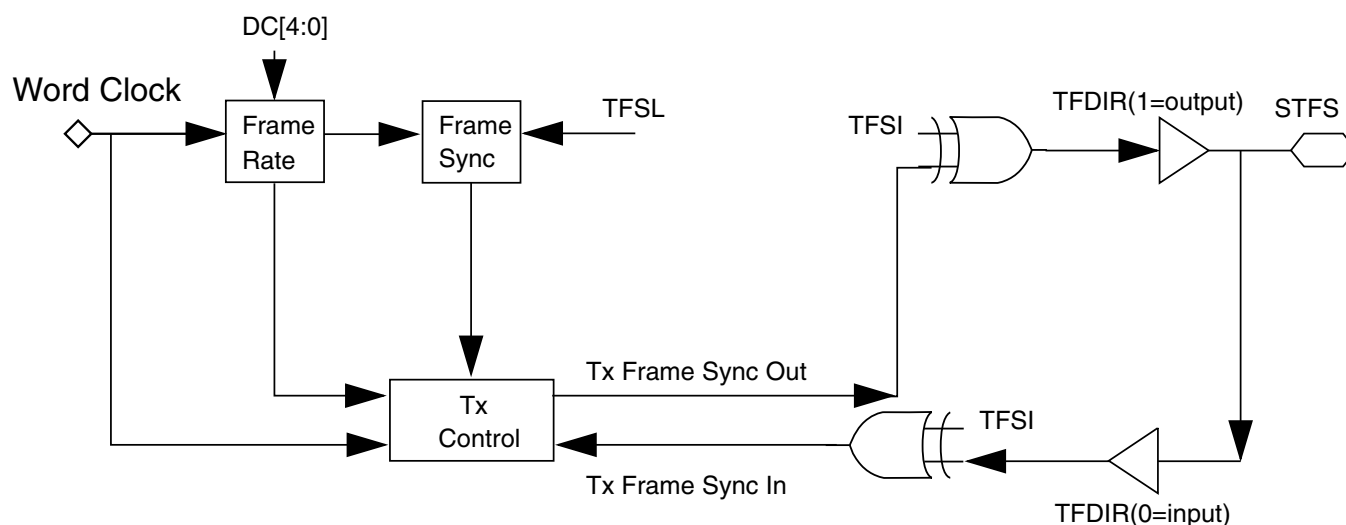 DC[4:0]
Word Clock
Frame
Rate
Frame
Sync
TFSL
TFSI
TFDIR(1=output)
STFS
Tx Frame Sync Out
Tx
Control
TFSI
Tx Frame Sync In
TFDIR(0=input)